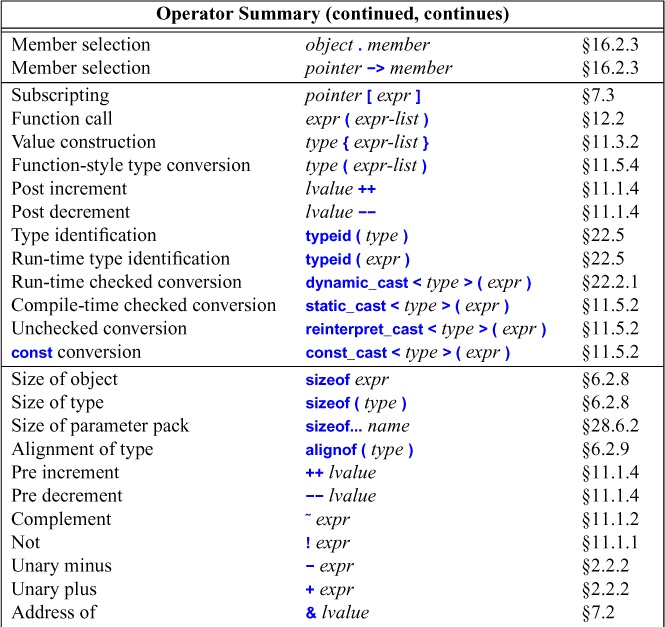 Operator Summary (continued, continues)
Member selection object . member §16.2.3
Member selection pointer −> member §16.2.3
Subscripting pointer [ expr ] §7.3
Function call expr ( expr-list ) §12.2
Value construction type { expr-list } §11.3.2
Function-style type conversion type ( expr-list ) §11.5.4
Post increment lvalue ++ §11.1.4
Post decrement lvalue −− §11.1.4
Type identification typeid ( type ) §22.5
Run-time type identification typeid ( expr ) §22.5
Run-time checked conversion dynamic_cast < type > ( expr ) §22.2.1
Compile-time checked conversion static_cast < type > ( expr ) §11.5.2
Unchecked conversion reinterpret_cast < type > ( expr ) §11.5.2
const conversion const_cast < type > ( expr ) §11.5.2
Size of object sizeof expr §6.2.8
Size of type sizeof ( type ) §6.2.8
Size of parameter pack sizeof... name §28.6.2
Alignment of type alignof ( type ) §6.2.9
Pre increment ++ lvalue §11.1.4
Pre decrement −− lvalue §11.1.4
Complement ~ expr §11.1.2
Not ! expr §11.1.1
Unary minus − expr §2.2.2
Unary plus + expr §2.2.2
Address of & lvalue §7.2